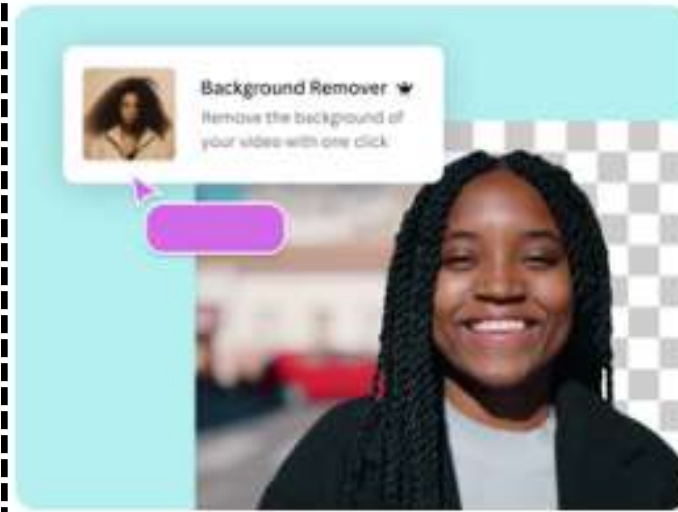 Background Remover
Remove the background of
your video with one click